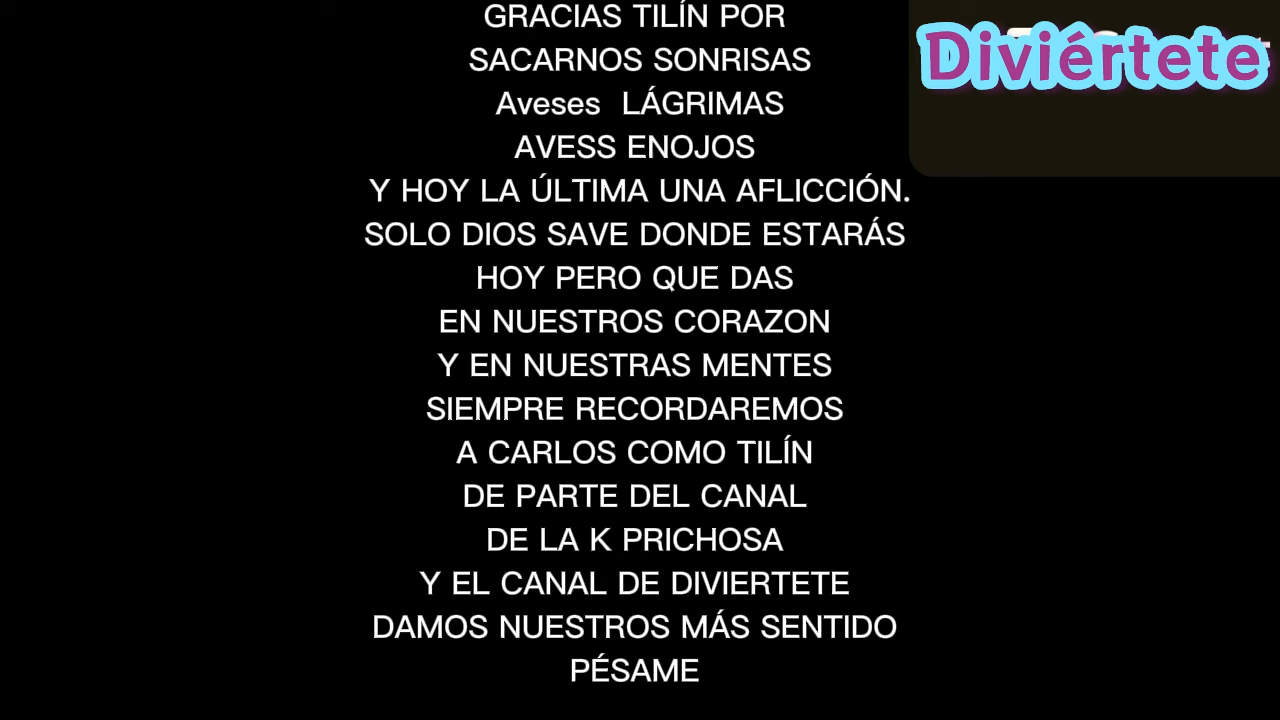 GRACIAS TILÍN POR
SACARNOS SONRISAS
Aveses LÁGRIMAS
AVESS ENOJOS
Y HOY LA ÚLTIMA UNA AFLICCIÓN.
SOLO DIOS SAVE DONDE ESTARÁS
HOY PERO QUE DAS
EN NUESTROS CORAZON
Y EN NUESTRAS MENTES
SIEMPRE RECORDAREMOS
A CARLOS COMO TILÍN
DE PARTE DEL CANAL
DE LA K PRICHOSA
Y EL CANAL DE DIVIERTETE
DAMOS NUESTROS MÁS SENTIDO
PÉSAME
Diviértete